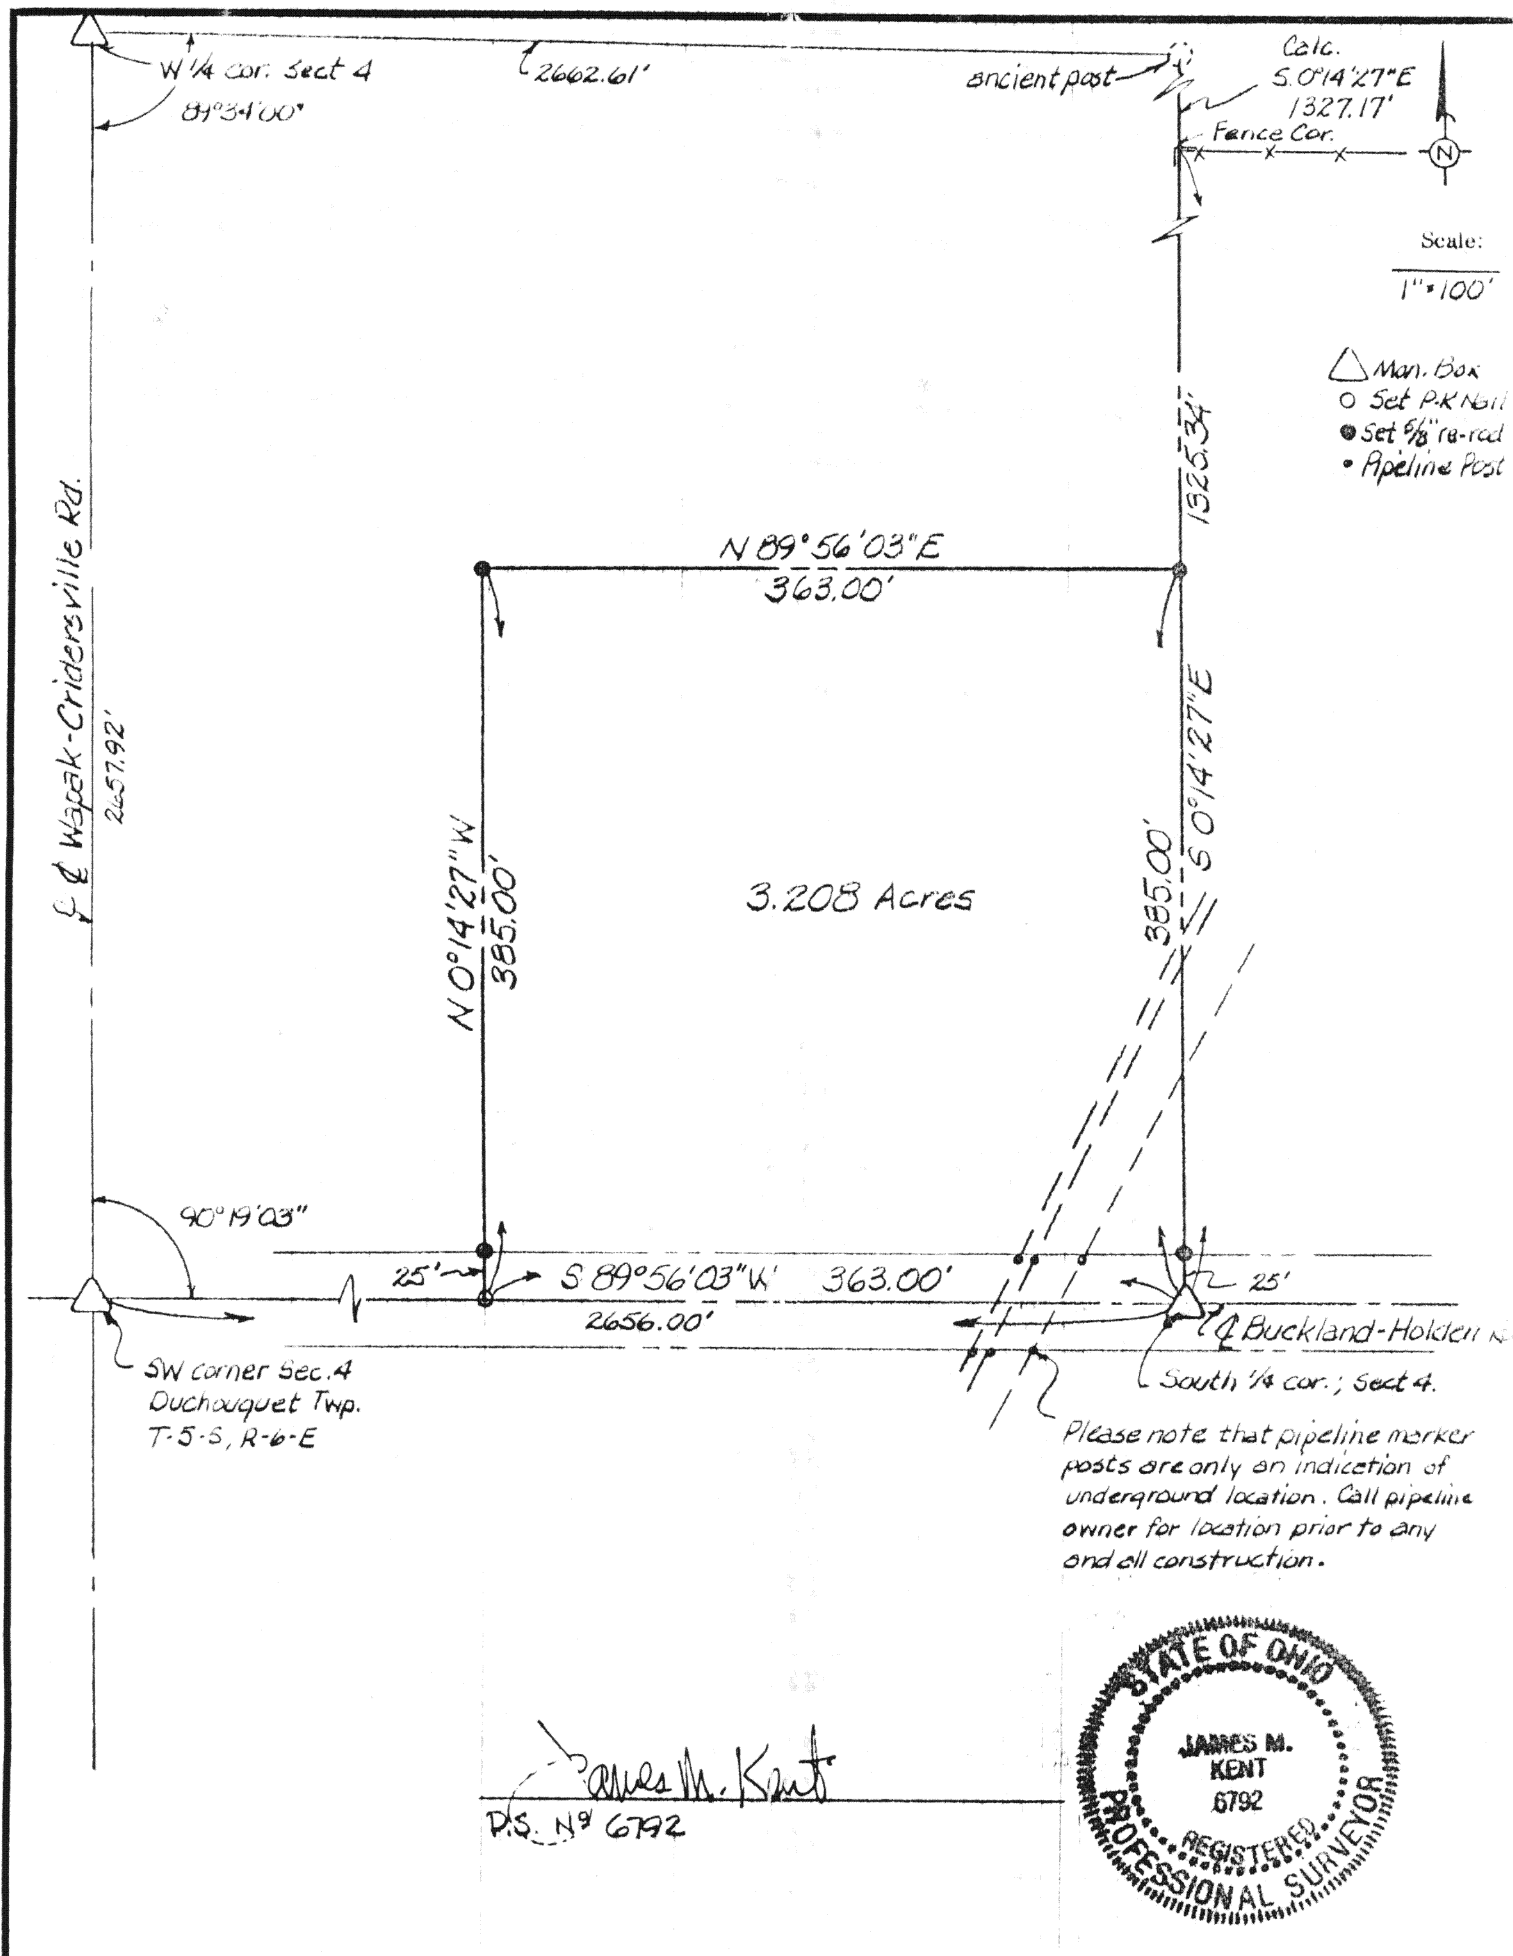 W 1/4 cor. Sect 4
89°34'00"
2662.61'
ancient post
Calc.
S.0°14'27"E
1327.17'
Fence Cor.
N
Scale:
1"=100'
Mon. Box
Set P.K Nail
Set 5/8" re-rod
Pipeline Post
1325.34'
N 89°56'03"E
363.00'
℄ Wapak-Cridersville Rd.
2657.92'
N 0°14'27"W
385.00'
3.208 Acres
385.00'
S 0°14'27"E
90°19'03"
25'
S 89°56'03"W 363.00'
2656.00'
25'
℄ Buckland-Holden
SW corner Sec. 4
Duchouquet Twp.
T-5-S, R-6-E
South 1/4 cor.; Sect 4.
Please note that pipeline marker
posts are only an indication of
underground location. Call pipeline
owner for location prior to any
and all construction.
James M. Kent
P.S. Nº 6792
STATE OF OHIO
JAMES M.
KENT
6792
REGISTERED
PROFESSIONAL SURVEYOR